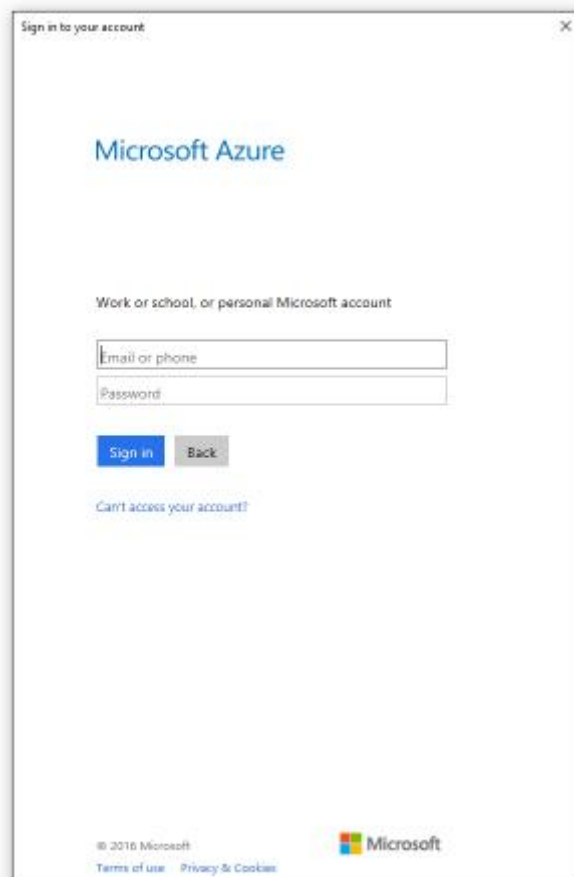 Sign in to your account
Microsoft Azure
Work or school, or personal Microsoft account
Email or phone
Password
Sign in Back
Can't access your account?
© 2016 Microsoft
Microsoft
Terms of use Privacy & Cookies